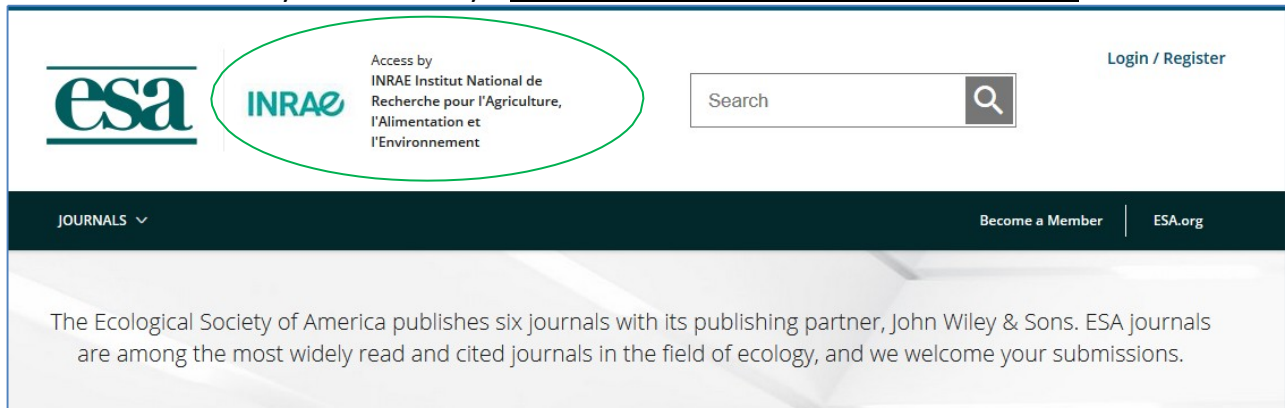 esa
INRAE
Access by
INRAE Institut National de
Recherche pour l'Agriculture,
l'Alimentation et
l'Environnement
Search
Login / Register
JOURNALS
Become a Member
ESA.org
The Ecological Society of America publishes six journals with its publishing partner, John Wiley & Sons. ESA journals
are among the most widely read and cited journals in the field of ecology, and we welcome your submissions.